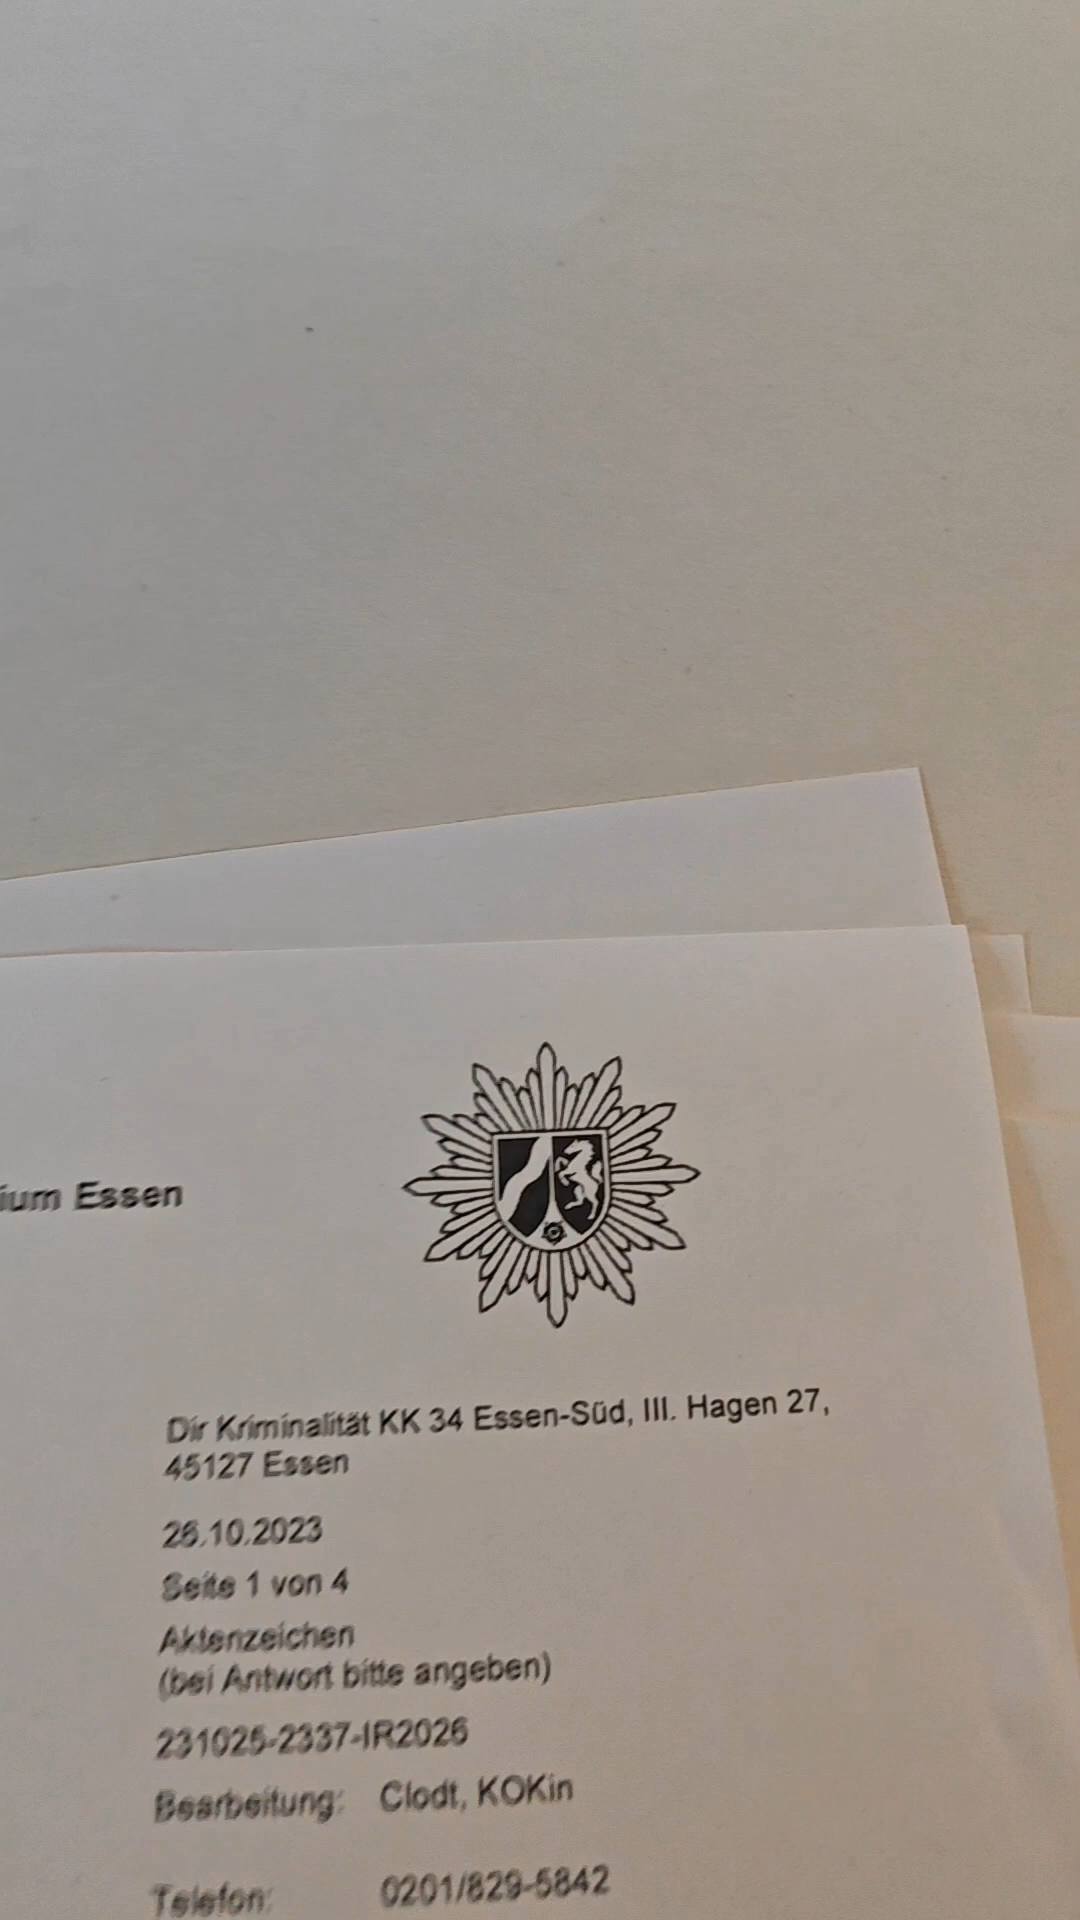 ium Essen
Dir Kriminalität KK 34 Essen-Süd, III. Hagen 27,
45127 Essen
26.10.2023
Seite 1 von 4
Aktenzeichen
(bei Antwort bitte angeben)
231025-2337-IR2026
Bearbeitung: Clodt, KOKin
Telefon: 0201/829-5842